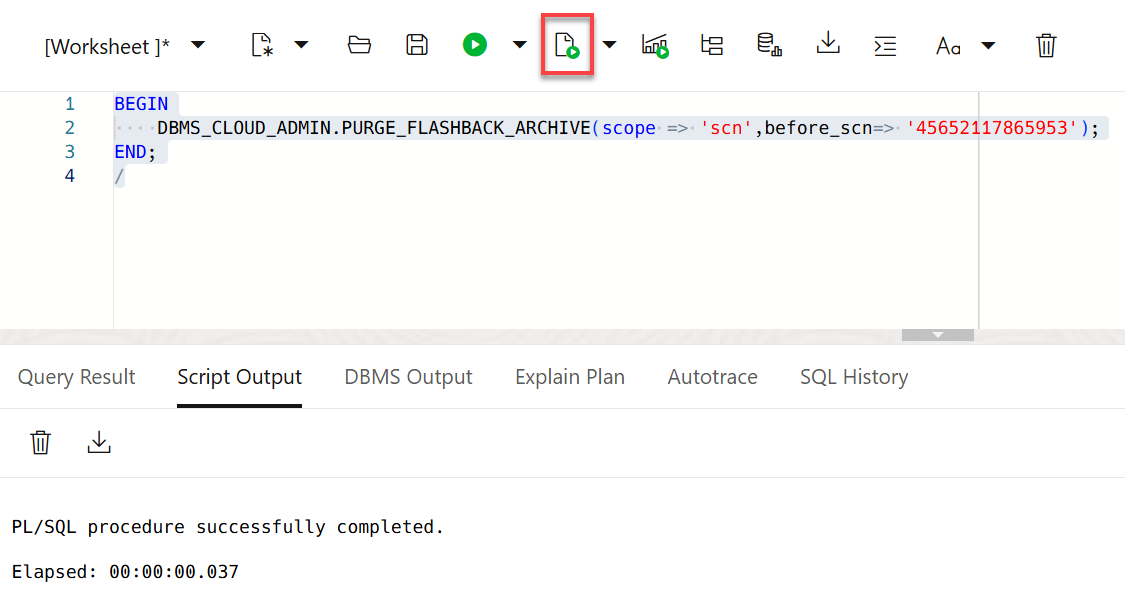 [Worksheet ]*
Aa
1 BEGIN
2 ····DBMS_CLOUD_ADMIN.PURGE_FLASHBACK_ARCHIVE(scope·=>·'scn',before_scn=>·'45652117865953');
3 END;
4 /
Query Result Script Output DBMS Output Explain Plan Autotrace SQL History
PL/SQL procedure successfully completed.
Elapsed: 00:00:00.037